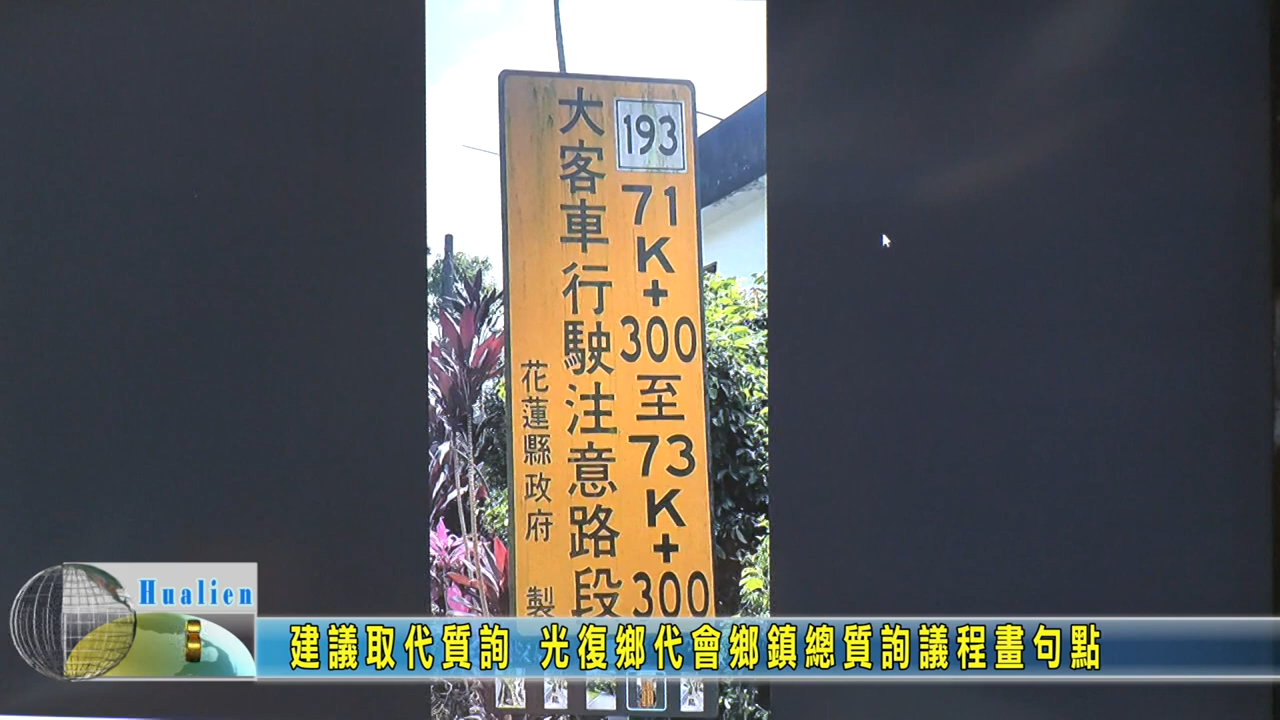 193
71K+300至73K+300
大客車行駛注意路段
花蓮縣政府 製
Hualien
建議取代質詢 光復鄉代會鄉鎮總質詢議程畫句點